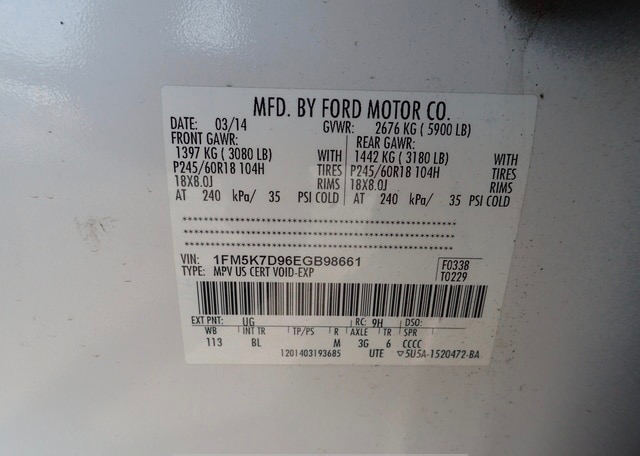 MFD. BY FORD MOTOR CO.
DATE: 03/14 GVWR: 2676 KG ( 5900 LB)
FRONT GAWR: REAR GAWR:
1397 KG ( 3080 LB) WITH 1442 KG ( 3180 LB) WITH
P245/60R18 104H TIRES P245/60R18 104H TIRES
18X8.0J RIMS 18X8.0J RIMS
AT 240 kPa/ 35 PSI COLD AT 240 kPa/ 35 PSI COLD
VIN: 1FM5K7D96EGB98661
TYPE: MPV US CERT VOID-EXP
F0338
T0229
EXT PNT: UG RC: 9H DSO:
WB INT TR TP/PS R AXLE TR SPR
113 BL M 3G 6 CCCC
1201403193685 UTE ▽5U5A-1520472-BA